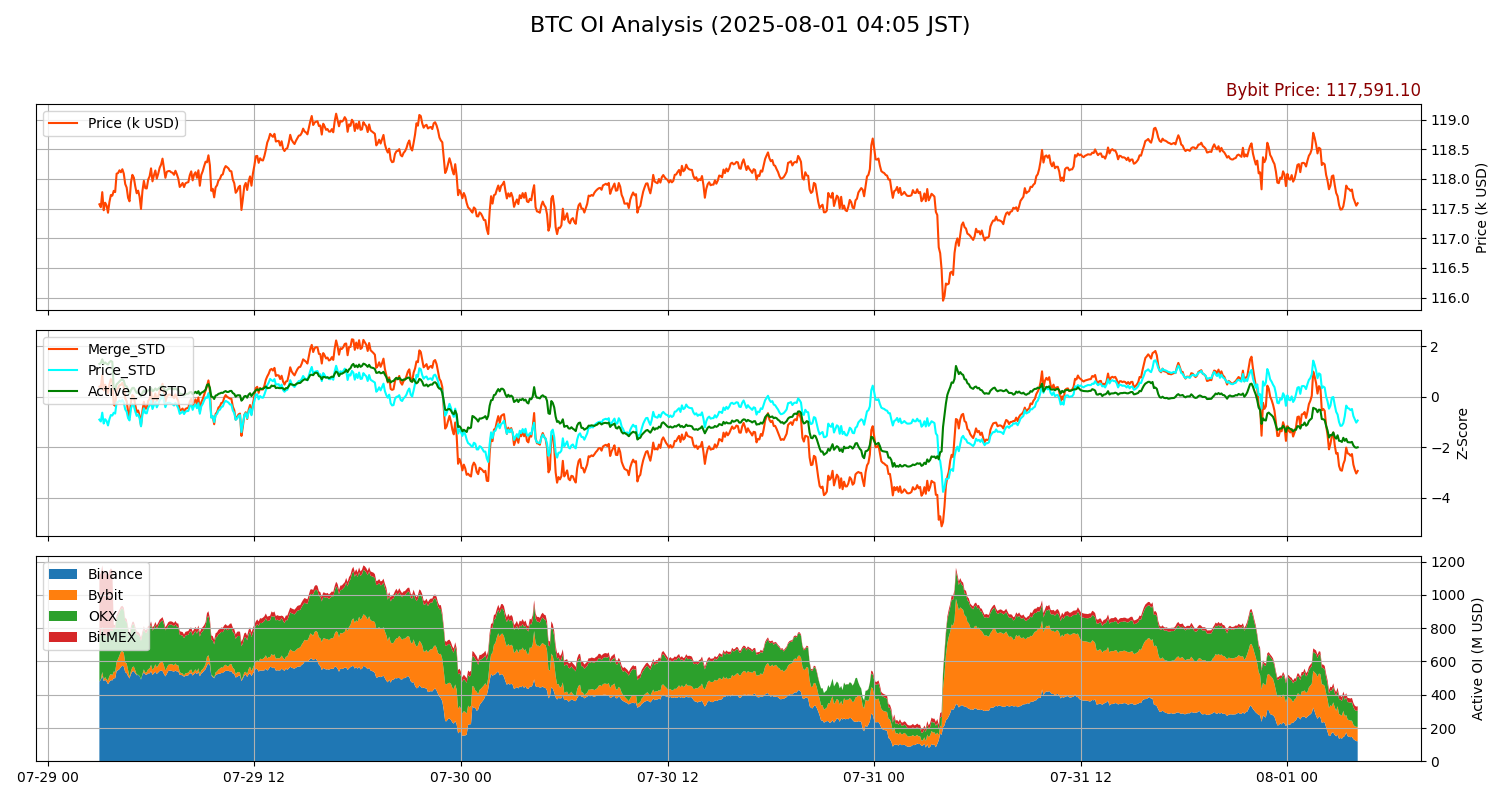 BTC OI Analysis (2025-08-01 04:05 JST)
Bybit Price: 117,591.10
Price (k USD)
119.0
118.5
118.0
117.5
117.0
116.5
116.0
Price (k USD)
Merge_STD
Price_STD
Active_OI_STD
2
0
−2
−4
Z-Score
Binance
Bybit
OKX
BitMEX
1200
1000
800
600
400
200
0
Active OI (M USD)
07-29 00
07-29 12
07-30 00
07-30 12
07-31 00
07-31 12
08-01 00